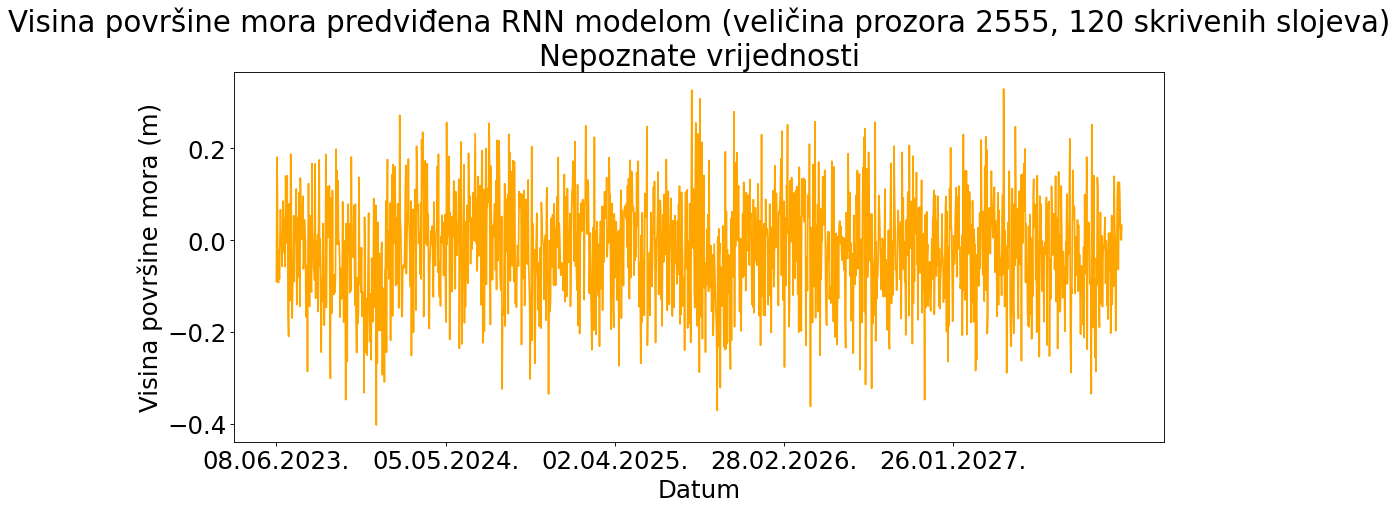 Visina površine mora predviđena RNN modelom (veličina prozora 2555, 120 skrivenih slojeva)
Nepoznate vrijednosti
Visina površine mora (m)
0.2
0.0
−0.2
−0.4
08.06.2023. 05.05.2024. 02.04.2025. 28.02.2026. 26.01.2027.
Datum